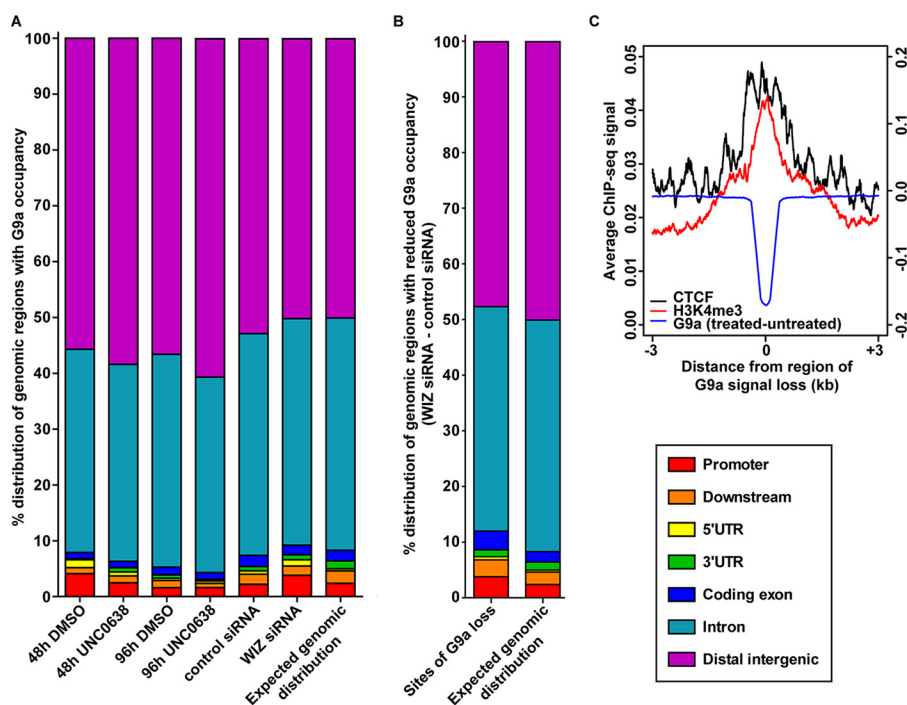 A
% distribution of genomic regions with G9a occupancy
100
90
80
70
60
50
40
30
20
10
0
48h DMSO
48h UNC0638
96h DMSO
96h UNC0638
control siRNA
WIZ siRNA
Expected genomic
distribution
B
% distribution of genomic regions with reduced G9a occupancy
(WIZ siRNA - control siRNA)
100
90
80
70
60
50
40
30
20
10
0
Sites of G9a loss
Expected genomic
distribution
C
Average ChIP-seq signal
0.05
0.04
0.03
0.02
0.01
0.00
0.2
0.1
0.0
-0.1
-0.2
CTCF
H3K4me3
G9a (treated-untreated)
-3
0
+3
Distance from region of
G9a signal loss (kb)
Promoter
Downstream
5'UTR
3'UTR
Coding exon
Intron
Distal intergenic